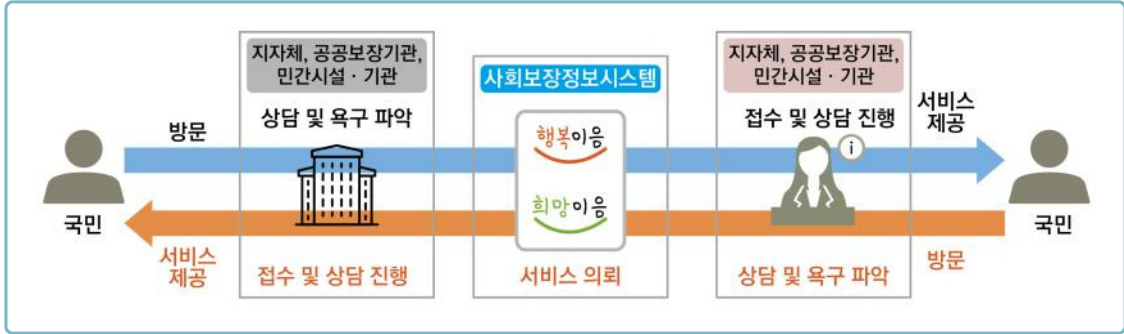 지자체, 공공보장기관,
민간시설 · 기관
상담 및 욕구 파악
방문
국민
서비스
제공
접수 및 상담 진행
사회보장정보시스템
행복이음
희망이음
서비스 의뢰
지자체, 공공보장기관,
민간시설 · 기관
접수 및 상담 진행
i
상담 및 욕구 파악
서비스
제공
국민
방문